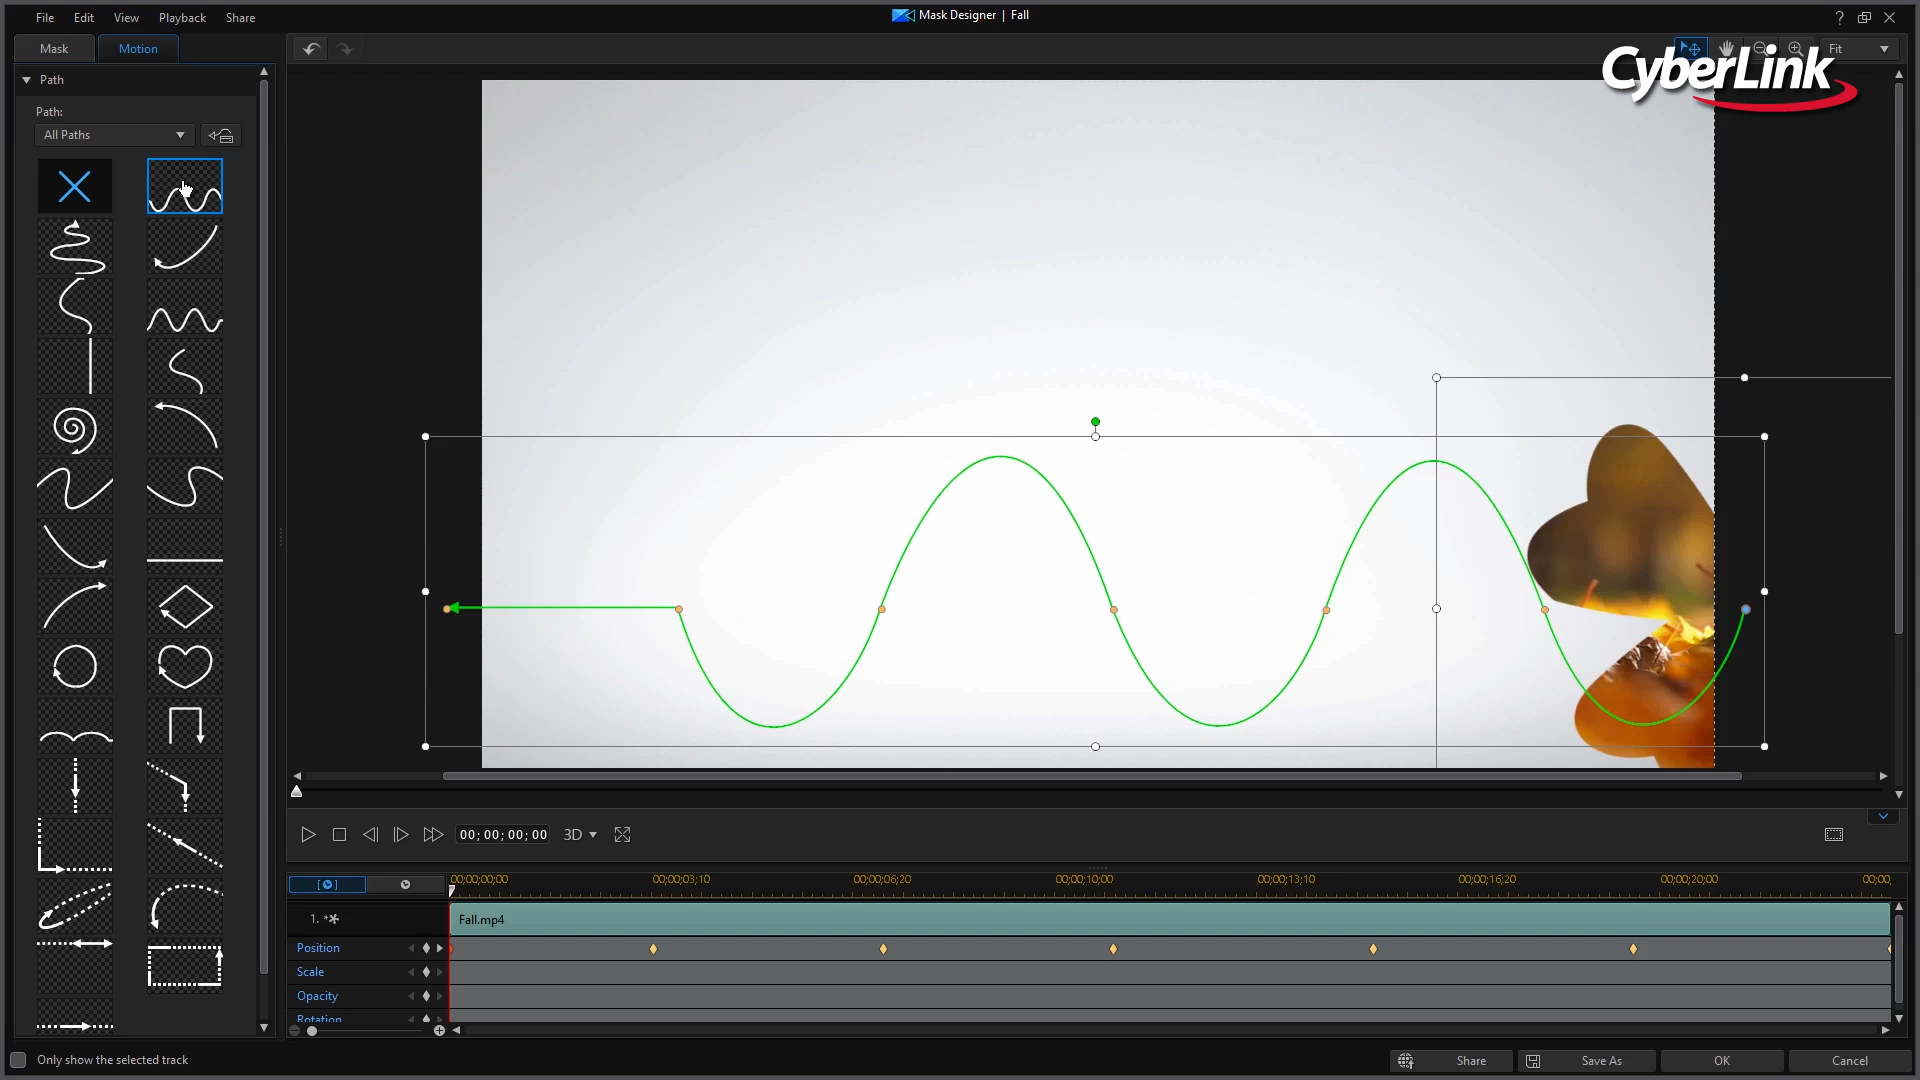 File Edit View Playback Share
Mask Designer | Fall
?
Mask Motion
Fit
CyberLink
Path
Path:
All Paths
00;00;00;00
3D
00;00;00;00 00;00;03;10 00;00;06;20 00;00;10;00 00;00;13;10 00;00;16;20 00;00;20;00 00;00,
1.
Fall.mp4
Position
Scale
Opacity
Rotation
Only show the selected track
Share
Save As
OK
Cancel